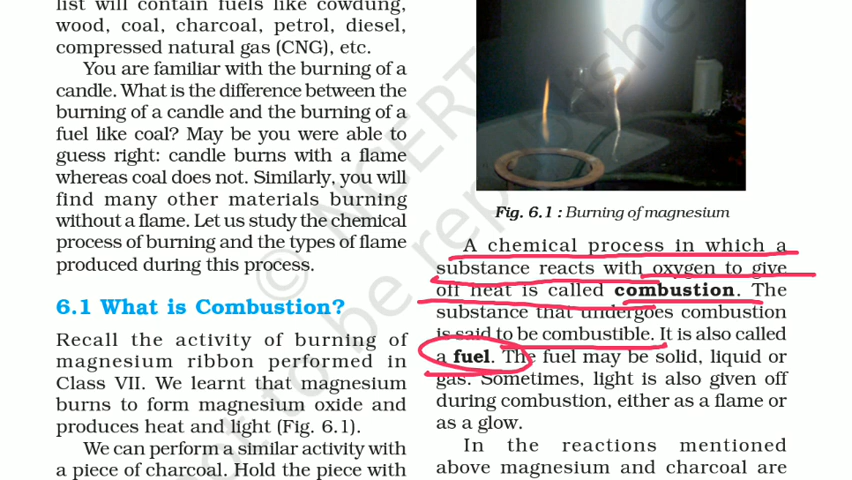 list will contain fuels like cowdung,
wood, coal, charcoal, petrol, diesel,
compressed natural gas (CNG), etc.
You are familiar with the burning of a
candle. What is the difference between the
burning of a candle and the burning of a
fuel like coal? May be you were able to
guess right: candle burns with a flame
whereas coal does not. Similarly, you will
find many other materials burning
without a flame. Let us study the chemical
process of burning and the types of flame
produced during this process.
6.1 What is Combustion?
Recall the activity of burning of
magnesium ribbon performed in
Class VII. We learnt that magnesium
burns to form magnesium oxide and
produces heat and light (Fig. 6.1).
We can perform a similar activity with
a piece of charcoal. Hold the piece with
Fig. 6.1 : Burning of magnesium
A chemical process in which a
substance reacts with oxygen to give
off heat is called combustion. The
substance that undergoes combustion
is said to be combustible. It is also called
a fuel. The fuel may be solid, liquid or
gas. Sometimes, light is also given off
during combustion, either as a flame or
as a glow.
In the reactions mentioned
above magnesium and charcoal are
© NCERT
not to be